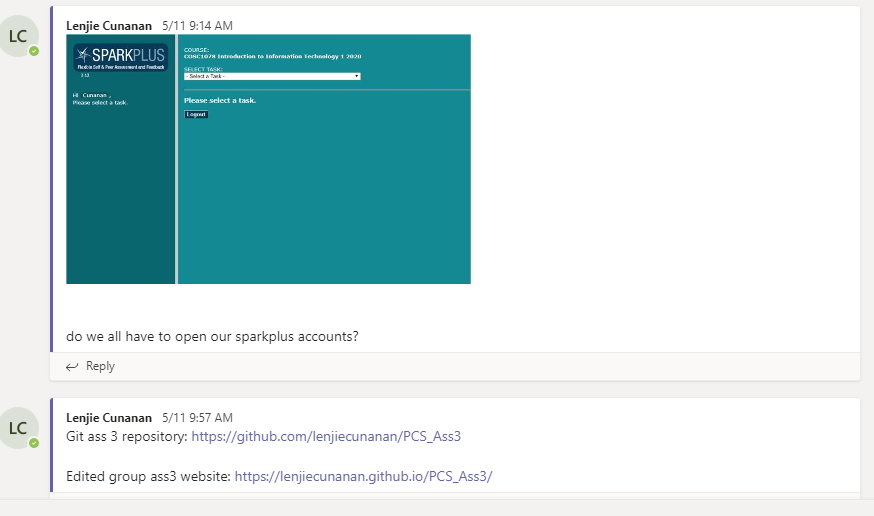 LC
Lenjie Cunanan 5/11 9:14 AM
SPARKPLUS
Flexible Self & Peer Assessment and Feedback
Hi Cunanan ,
Please select a task.
COURSE:
COSC1078 Introduction to Information Technology 1 2020
SELECT TASK:
- Select a Task -
Please select a task.
Logout
do we all have to open our sparkplus accounts?
Reply
LC
Lenjie Cunanan 5/11 9:57 AM
Git ass 3 repository: https://github.com/lenjiecunanan/PCS_Ass3
Edited group ass3 website: https://lenjiecunanan.github.io/PCS_Ass3/